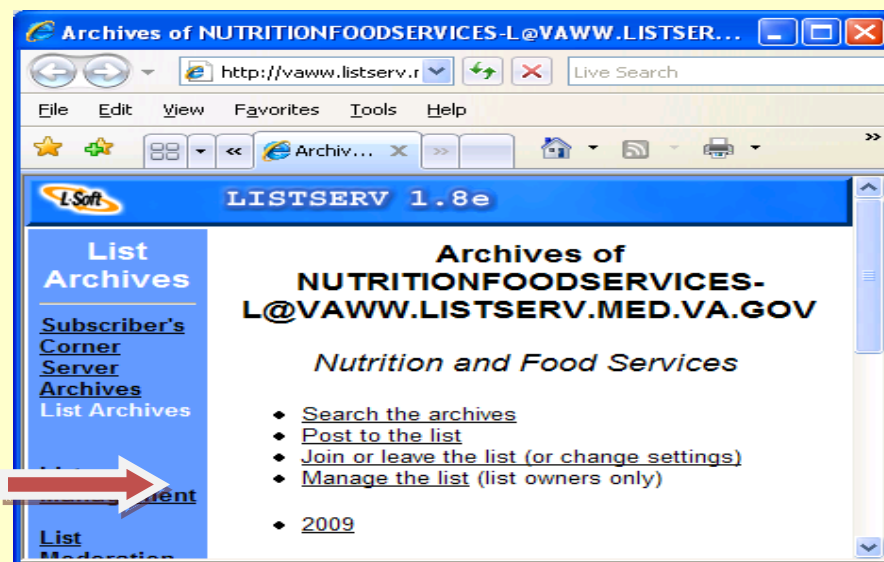 Archives of NUTRITIONFOODSERVICES-L@VAWW.LISTSER...
http://vaww.listserv.r
Live Search
File Edit View Favorites Tools Help
Archiv...
L-Soft
LISTSERV 1.8e
List
Archives
Subscriber's
Corner
Server
Archives
List Archives
List
Moderation
Archives of
NUTRITIONFOODSERVICES-
L@VAWW.LISTSERV.MED.VA.GOV
Nutrition and Food Services
Search the archives
Post to the list
Join or leave the list (or change settings)
Manage the list (list owners only)
2009